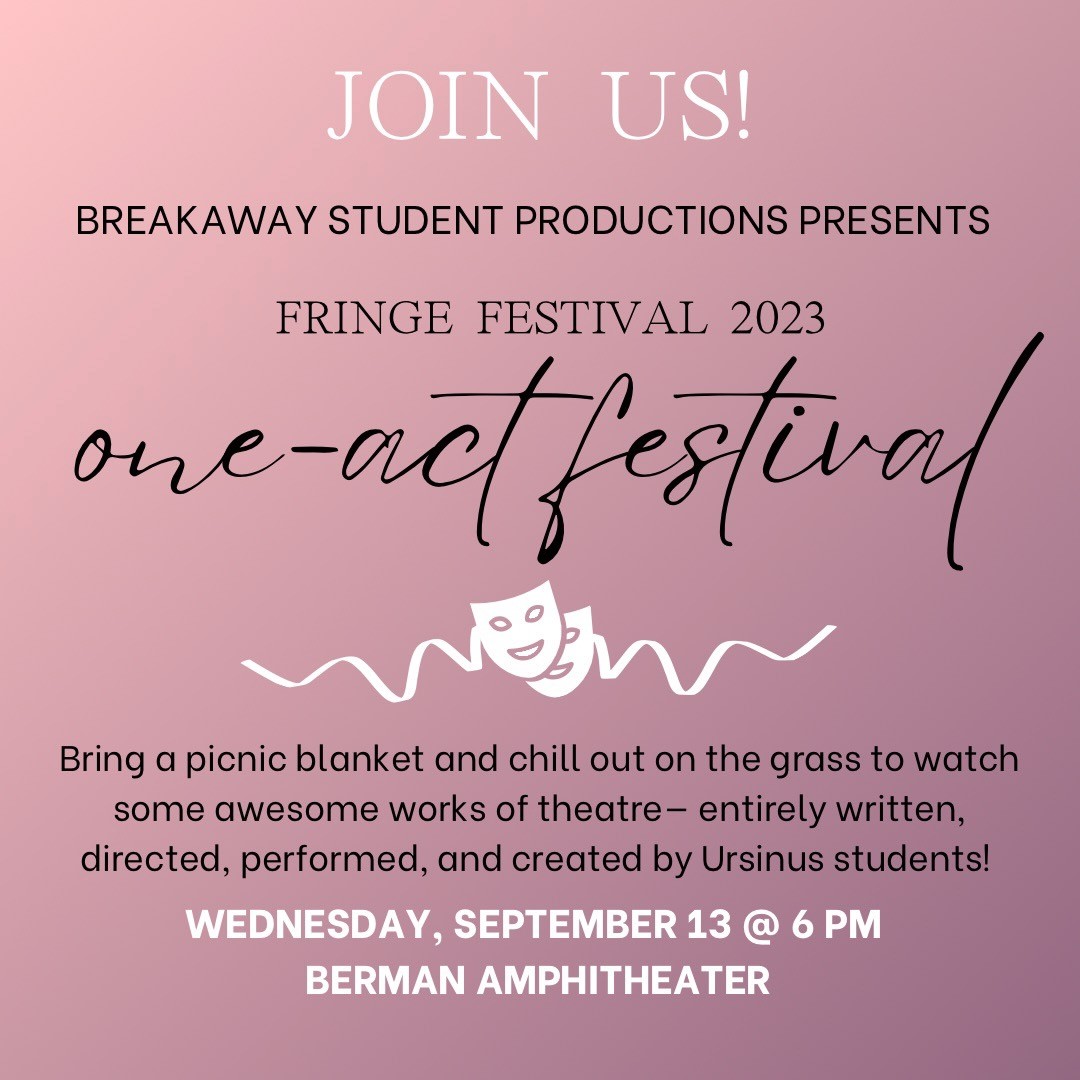 JOIN US!
BREAKAWAY STUDENT PRODUCTIONS PRESENTS
FRINGE FESTIVAL 2023
one-act festival
Bring a picnic blanket and chill out on the grass to watch
some awesome works of theatre— entirely written,
directed, performed, and created by Ursinus students!
WEDNESDAY, SEPTEMBER 13 @ 6 PM
BERMAN AMPHITHEATER